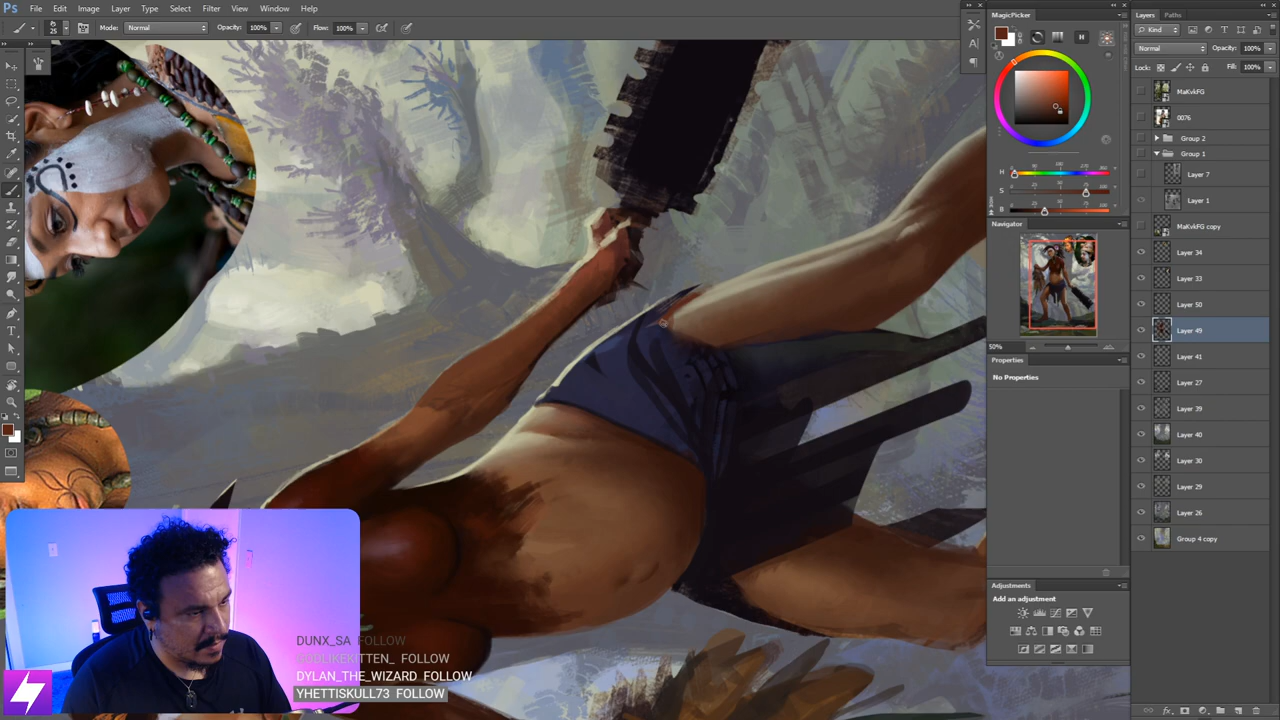 Ps File Edit Image Layer Type Select Filter View Window Help
25 Mode: Normal Opacity: 100% Flow: 100%
MagicPicker
H
H
S
B
Navigator
50%
Properties
No Properties
Adjustments
Add an adjustment
Layers Paths
Kind
Normal Opacity: 100%
Lock: Fill: 100%
MaKvkFG
0076
Group 2
Group 1
Layer 7
Layer 1
MaKvkFG copy
Layer 34
Layer 33
Layer 50
Layer 49
Layer 41
Layer 27
Layer 39
Layer 40
Layer 30
Layer 29
Layer 26
Group 4 copy
DUNX_SA FOLLOW
FOLLOW
DYLAN_THE_WIZARD FOLLOW
YHETTISKULL73 FOLLOW